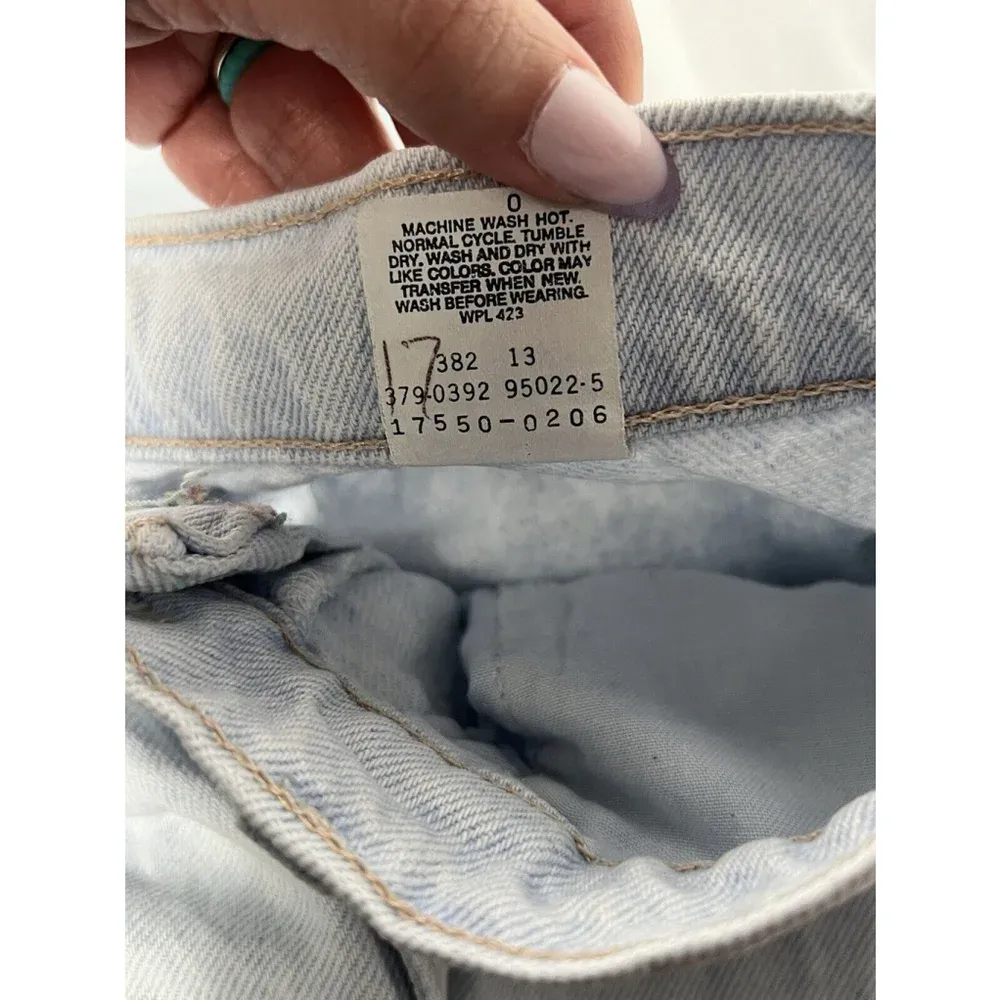 0
MACHINE WASH HOT.
NORMAL CYCLE. TUMBLE
DRY. WASH AND DRY WITH
LIKE COLORS. COLOR MAY
TRANSFER WHEN NEW.
WASH BEFORE WEARING.
WPL 423
17
382 13
379-0392 95022-5
17550-0206